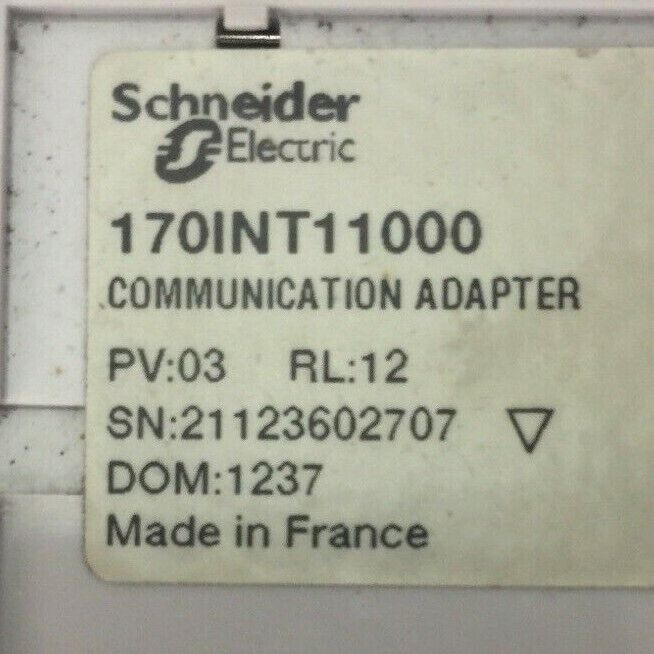 Schneider
Electric
170INT11000
COMMUNICATION ADAPTER
PV:03 RL:12
SN:21123602707
DOM:1237
Made in France